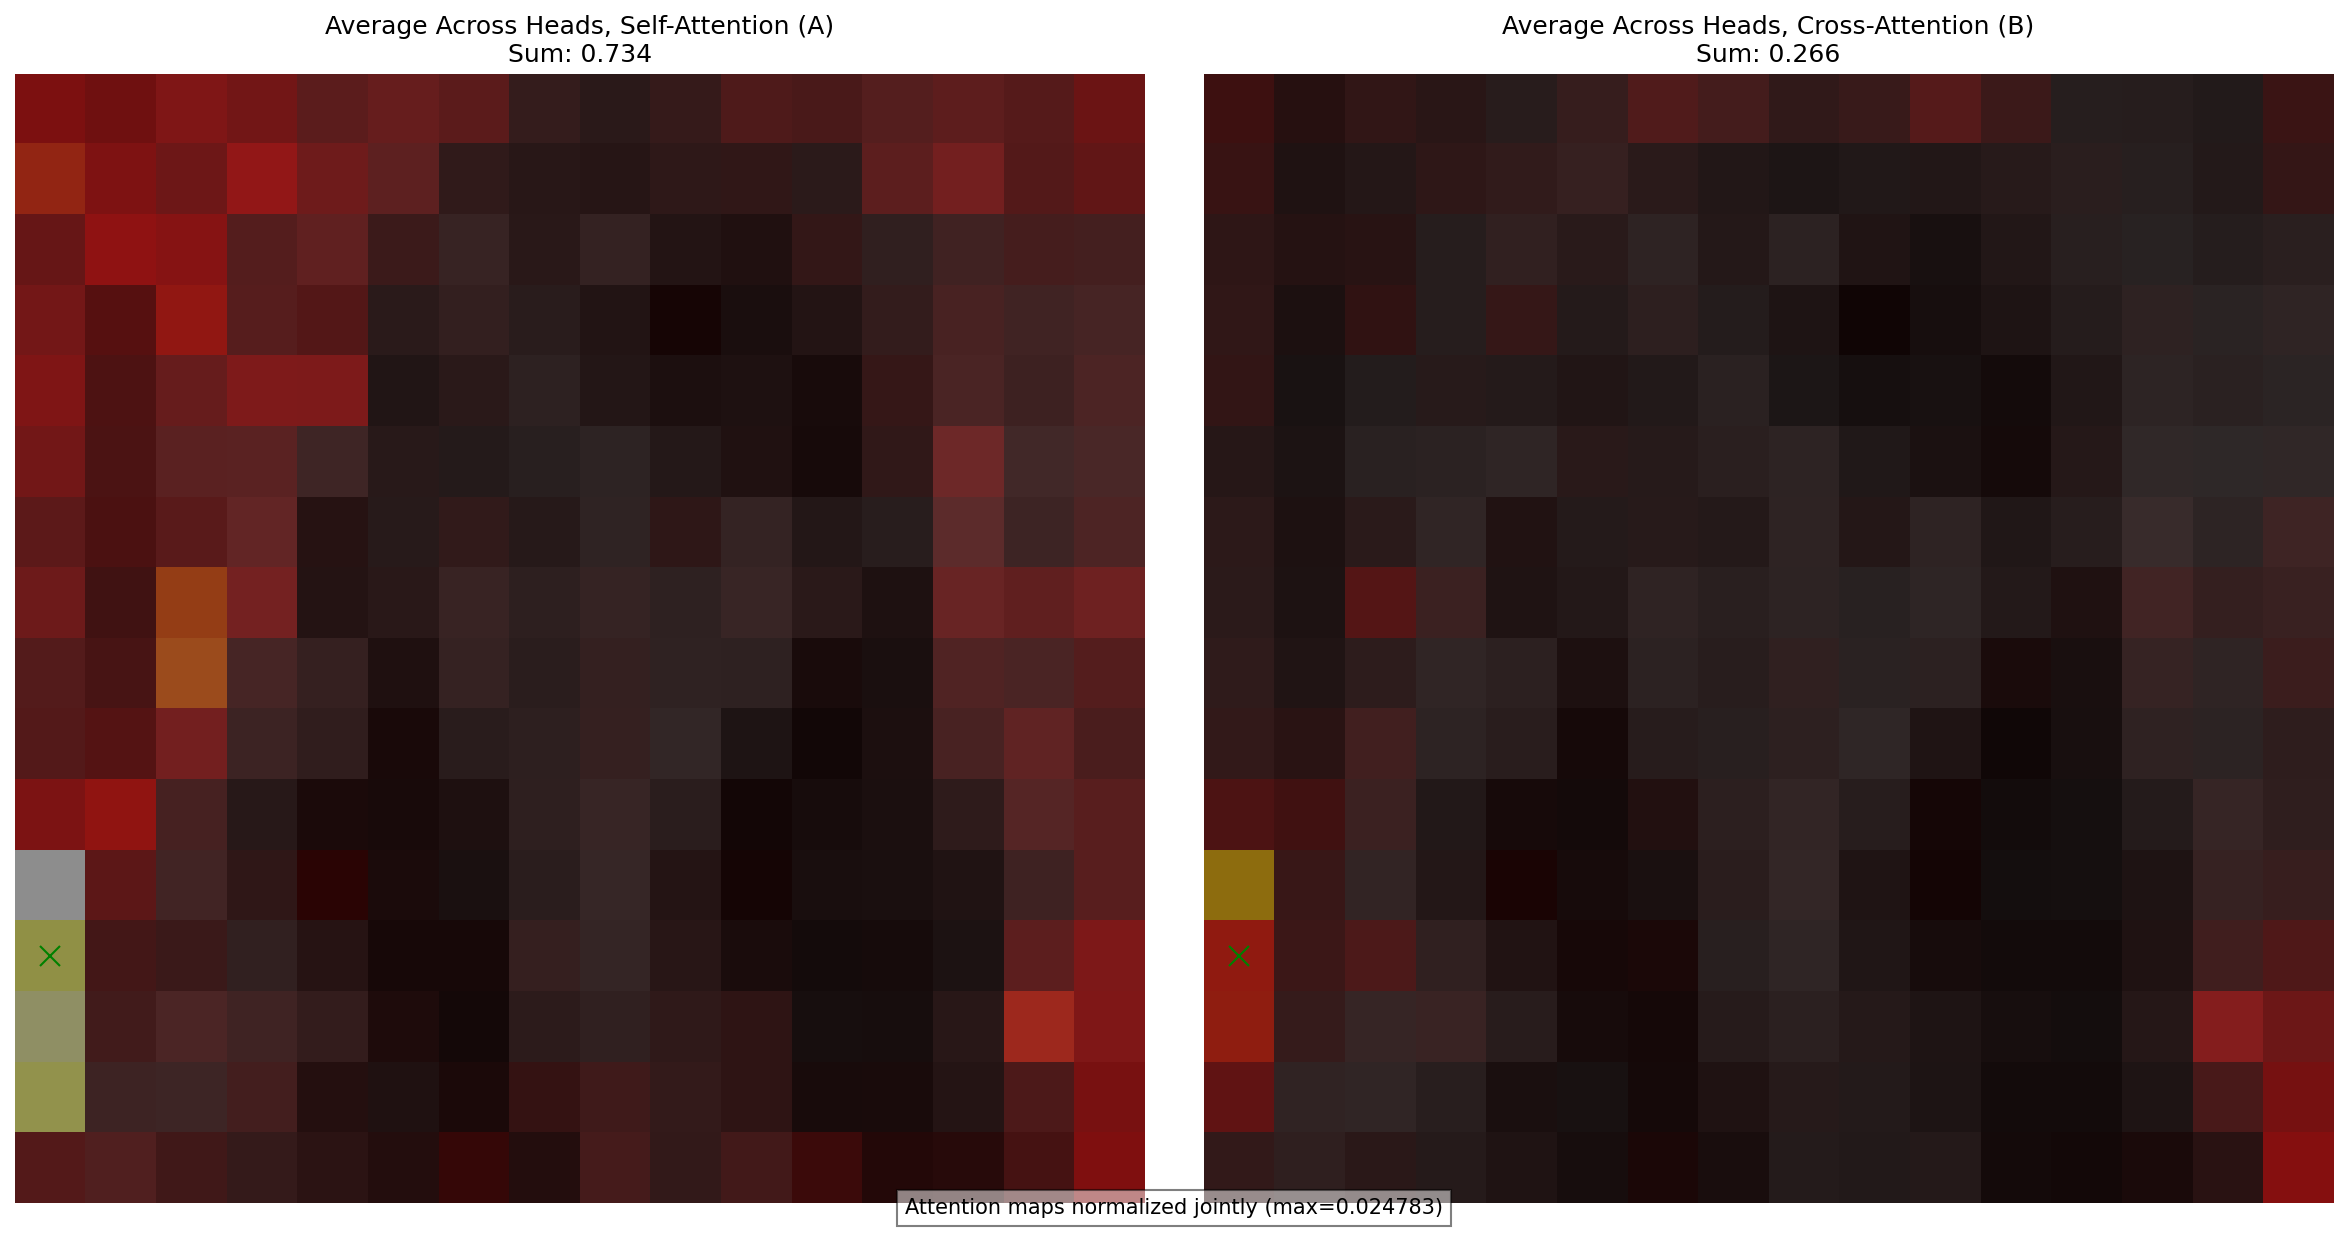 Average Across Heads, Self-Attention (A)
Sum: 0.734
Average Across Heads, Cross-Attention (B)
Sum: 0.266
Attention maps normalized jointly (max=0.024783)